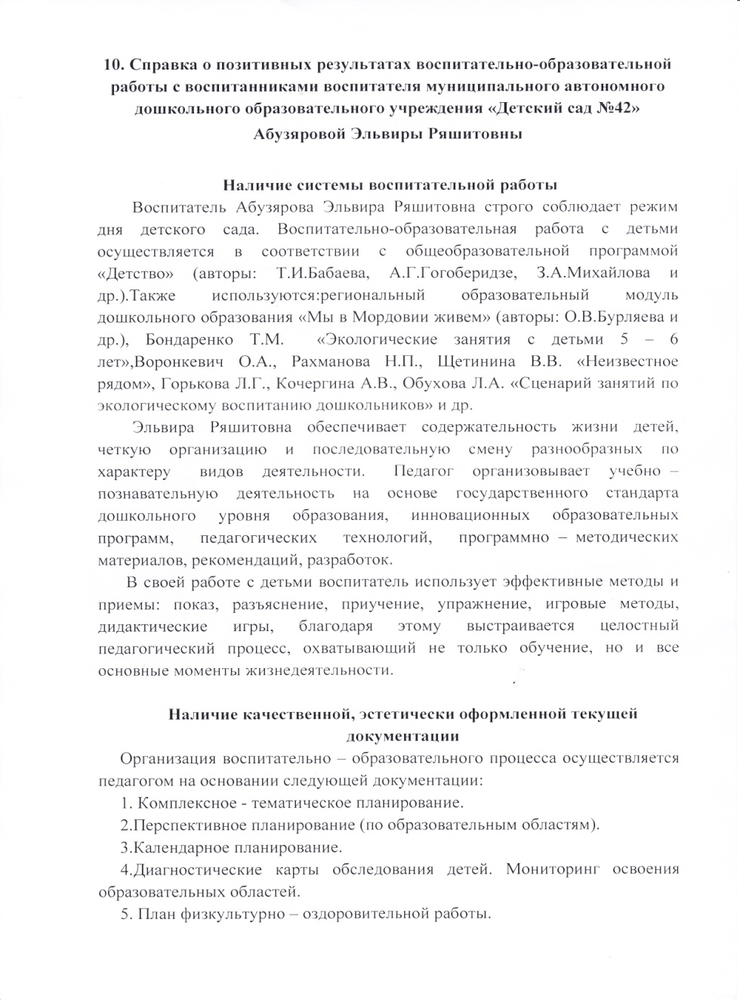 10. Справка о позитивных результатах воспитательно-образовательной
работы с воспитанниками воспитателя муниципального автономного
дошкольного образовательного учреждения «Детский сад №42»
Абузяровой Эльвиры Ряшитовны
Наличие системы воспитательной работы
Воспитатель Абузярова Эльвира Ряшитовна строго соблюдает режим
дня детского сада. Воспитательно-образовательная работа с детьми
осуществляется в соответствии с общеобразовательной программой
«Детство» (авторы: Т.И.Бабаева, А.Г.Гогоберидзе, З.А.Михайлова и
др.).Также используются:региональный образовательный модуль
дошкольного образования «Мы в Мордовии живем» (авторы: О.В.Бурляева и
др.), Бондаренко Т.М. «Экологические занятия с детьми 5 – 6
лет»,Воронкевич О.А., Рахманова Н.П., Щетинина В.В. «Неизвестное
рядом», Горькова Л.Г., Кочергина А.В., Обухова Л.А. «Сценарий занятий по
экологическому воспитанию дошкольников» и др.
Эльвира Ряшитовна обеспечивает содержательность жизни детей,
четкую организацию и последовательную смену разнообразных по
характеру видов деятельности. Педагог организовывает учебно –
познавательную деятельность на основе государственного стандарта
дошкольного уровня образования, инновационных образовательных
программ, педагогических технологий, программно – методических
материалов, рекомендаций, разработок.
В своей работе с детьми воспитатель использует эффективные методы и
приемы: показ, разъяснение, приучение, упражнение, игровые методы,
дидактические игры, благодаря этому выстраивается целостный
педагогический процесс, охватывающий не только обучение, но и все
основные моменты жизнедеятельности.
Наличие качественной, эстетически оформленной текущей
документации
Организация воспитательно – образовательного процесса осуществляется
педагогом на основании следующей документации:
1. Комплексное - тематическое планирование.
2.Перспективное планирование (по образовательным областям).
3.Календарное планирование.
4.Диагностические карты обследования детей. Мониторинг освоения
образовательных областей.
5. План физкультурно – оздоровительной работы.